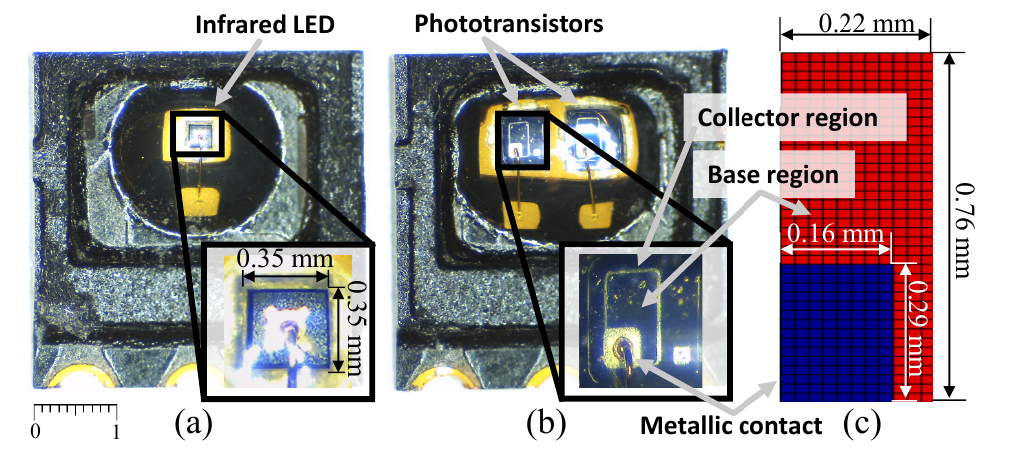 Infrared LED
Phototransistors
0.22 mm
Collector region
Base region
0.16 mm
0.76 mm
0.35 mm
0.35 mm
0.29 mm
0
1
(a)
(b)
Metallic contact
(c)